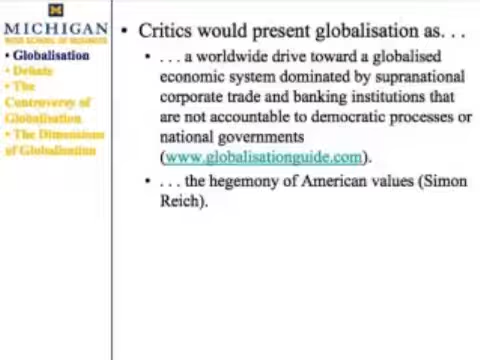 M
MICHIGAN
ROSS SCHOOL OF BUSINESS
• Globalisation
• Debate
• The
Controversy of
Globalisation
• The Dimensions
of Globalisation
• Critics would present globalisation as. . .
• . . . a worldwide drive toward a globalised
economic system dominated by supranational
corporate trade and banking institutions that
are not accountable to democratic processes or
national governments
(www.globalisationguide.com).
• . . . the hegemony of American values (Simon
Reich).